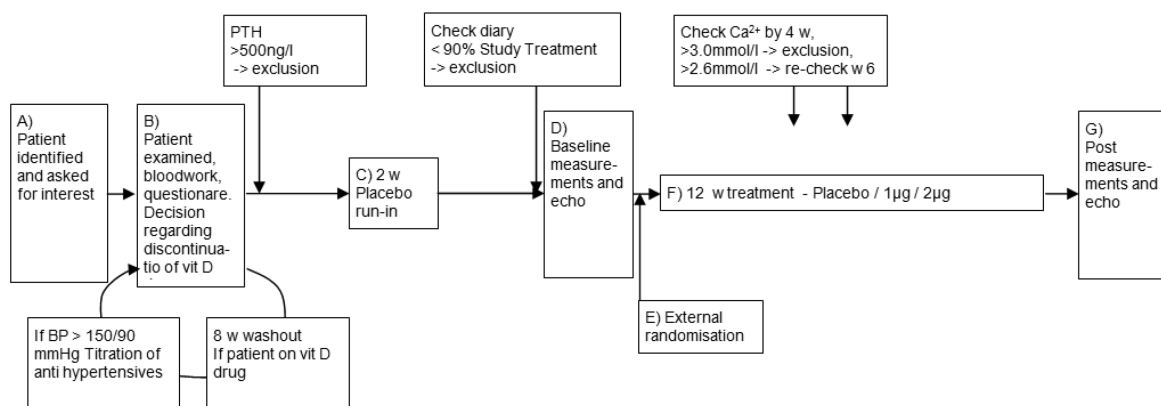 PTH
>500ng/l
-> exclusion
Check diary
< 90% Study Treatment
-> exclusion
Check Ca²⁺ by 4 w,
>3.0mmol/l -> exclusion,
>2.6mmol/l -> re-check w 6
A)
Patient
identified
and asked
for interest
B)
Patient
examined,
bloodwork,
questionare.
Decision
regarding
discontinua-
tio of vit D
C) 2 w
Placebo
run-in
D)
Baseline
measure-
ments and
echo
F) 12 w treatment - Placebo / 1µg / 2µg
G)
Post
measure-
ments and
echo
If BP > 150/90
mmHg Titration of
anti hypertensives
8 w washout
If patient on vit D
drug
E) External
randomisation